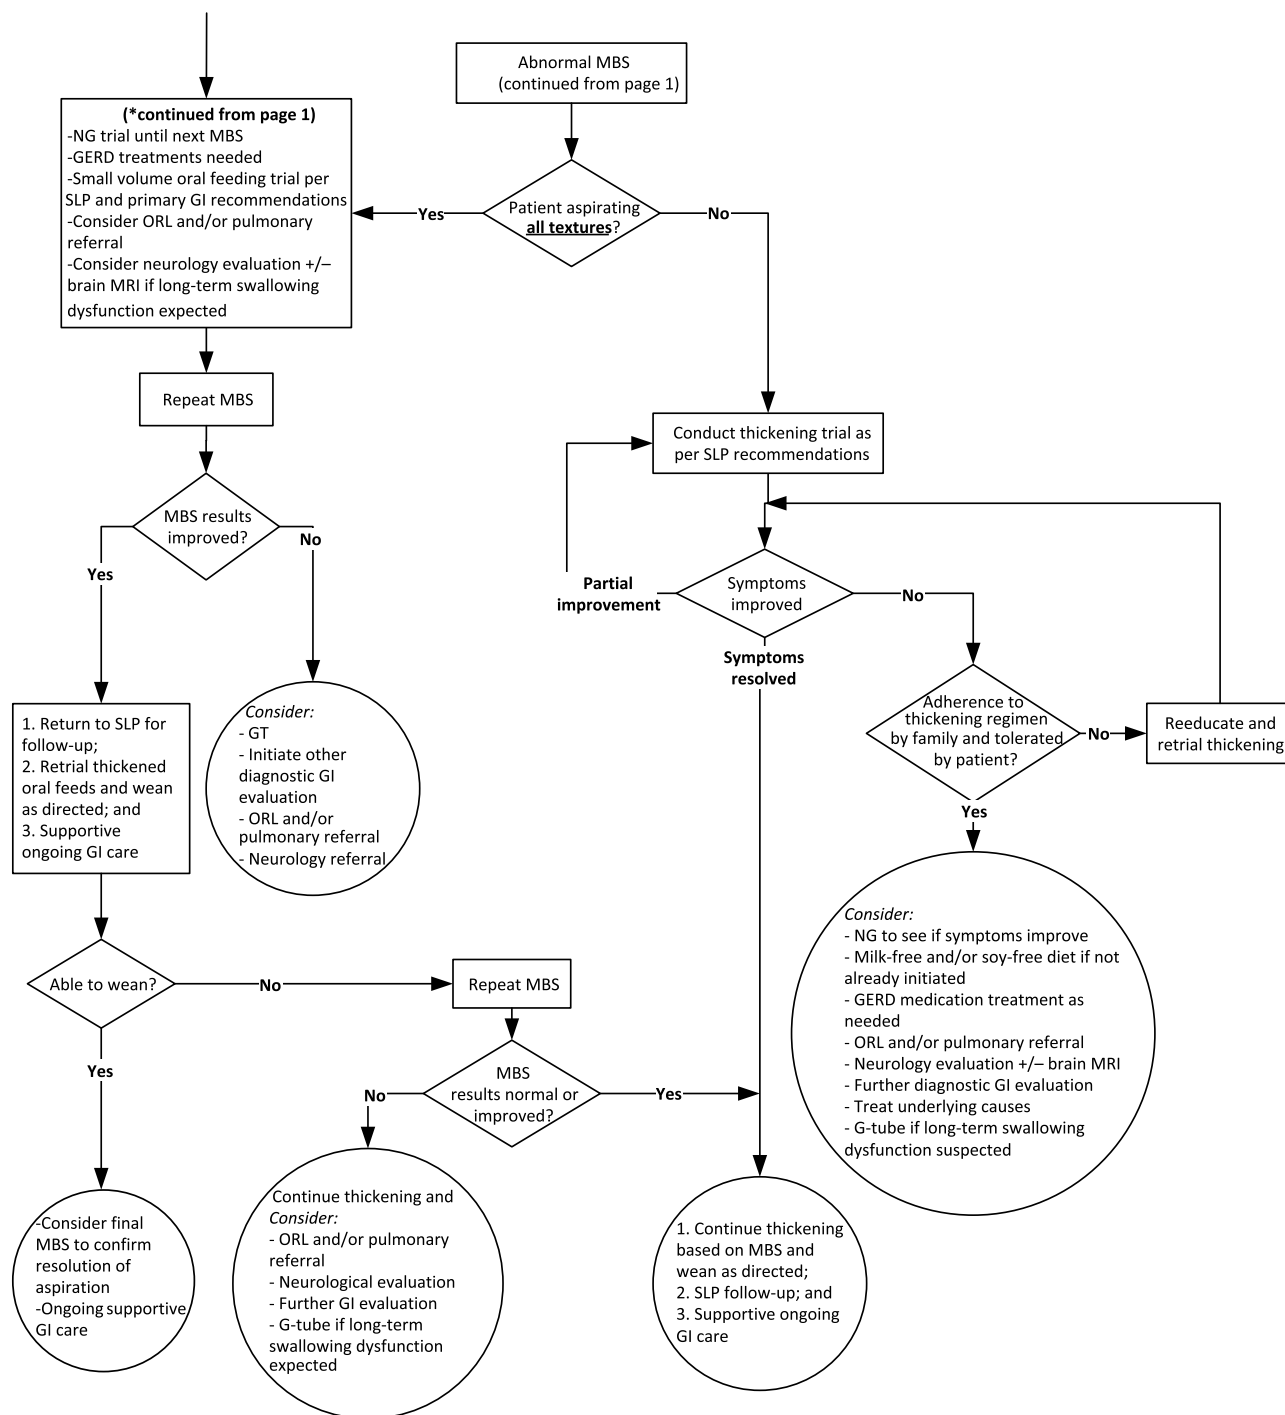 Abnormal MBS
(continued from page 1)
(*continued from page 1)
-NG trial until next MBS
-GERD treatments needed
-Small volume oral feeding trial per
SLP and primary GI recommendations
-Consider ORL and/or pulmonary
referral
-Consider neurology evaluation +/–
brain MRI if long-term swallowing
dysfunction expected
Yes
Patient aspirating
all textures?
No
Repeat MBS
Conduct thickening trial as
per SLP recommendations
MBS results
improved?
No
Yes
Partial
improvement
Symptoms
improved
No
Symptoms
resolved
Adherence to
thickening regimen
by family and tolerated
by patient?
No
Reeducate and
retrial thickening
Yes
1. Return to SLP for
follow-up;
2. Retrial thickened
oral feeds and wean
as directed; and
3. Supportive
ongoing GI care
Consider:
- GT
- Initiate other
diagnostic GI
evaluation
- ORL and/or
pulmonary referral
- Neurology referral
Consider:
- NG to see if symptoms improve
- Milk-free and/or soy-free diet if not
already initiated
- GERD medication treatment as
needed
- ORL and/or pulmonary referral
- Neurology evaluation +/– brain MRI
- Further diagnostic GI evaluation
- Treat underlying causes
- G-tube if long-term swallowing
dysfunction suspected
Able to wean?
No
Repeat MBS
Yes
MBS
results normal or
improved?
No
Yes
-Consider final
MBS to confirm
resolution of
aspiration
-Ongoing supportive
GI care
Continue thickening and
Consider:
- ORL and/or pulmonary
referral
- Neurological evaluation
- Further GI evaluation
- G-tube if long-term
swallowing dysfunction
expected
1. Continue thickening
based on MBS and
wean as directed;
2. SLP follow-up; and
3. Supportive ongoing
GI care